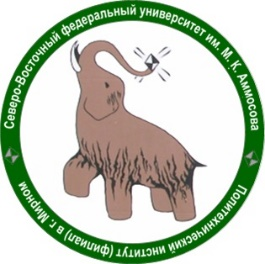 Северо-Восточный федеральный университет им. М. К. Аммосова
Политехнический институт (филиал) в г. Мирном